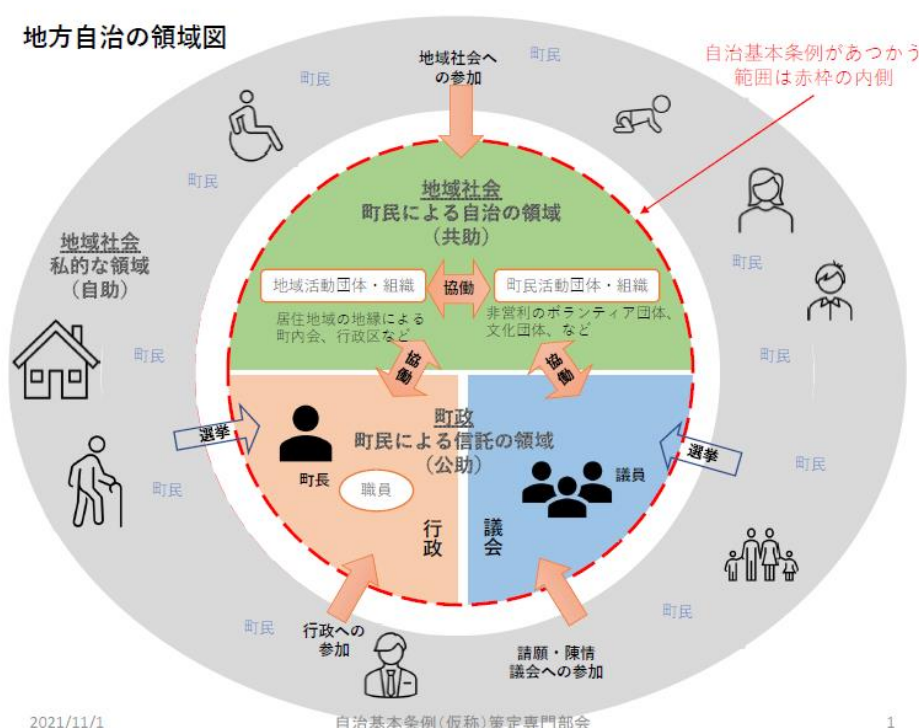 地方自治の領域図
地域社会へ
の参加
自治基本条例があつかう
範囲は赤枠の内側
町民
町民
町民
地域社会
町民による自治の領域
(共助)
地域社会
私的な領域
(自助)
町民
地域活動団体・組織
協働
町民活動団体・組織
居住地域の地縁による
町内会、行政区など
非営利のボランティア団体、
文化団体、など
町民
協働
協働
町民
町政
町民による信託の領域
(公助)
選挙
町長
職員
議員
選挙
町民
町民
行政
議会
町民
行政への
参加
請願・陳情
議会への参加
町民
2021/11/1
自治基本条例(仮称)策定専門部会
1